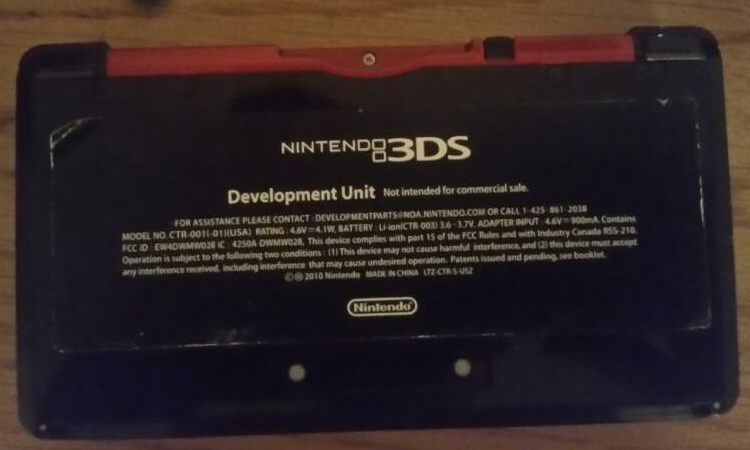 NINTENDO 3DS
Development Unit Not intended for commercial sale.
FOR ASSISTANCE PLEASE CONTACT : DEVELOPMENTPARTS@NOA.NINTENDO.COM OR CALL 1-425-861-2038
MODEL NO. CTR-001(-01)(USA) RATING : 4.6V⎓4.1W, BATTERY : Li-ion(CTR-003) 3.6-3.7V, ADAPTER INPUT : 4.6V⎓900mA, Contains
FCC ID : EW4DWMW028 IC : 4250A-DWMW028, This device complies with part 15 of the FCC Rules and with Industry Canada RSS-210.
Operation is subject to the following two conditions : (1) This device may not cause harmful interference, and (2) this device must accept
any interference received, including interference that may cause undesired operation. Patents issued and pending, see booklet.
©Ⓜ 2010 Nintendo MADE IN CHINA LTZ-CTR-S-USZ
Nintendo